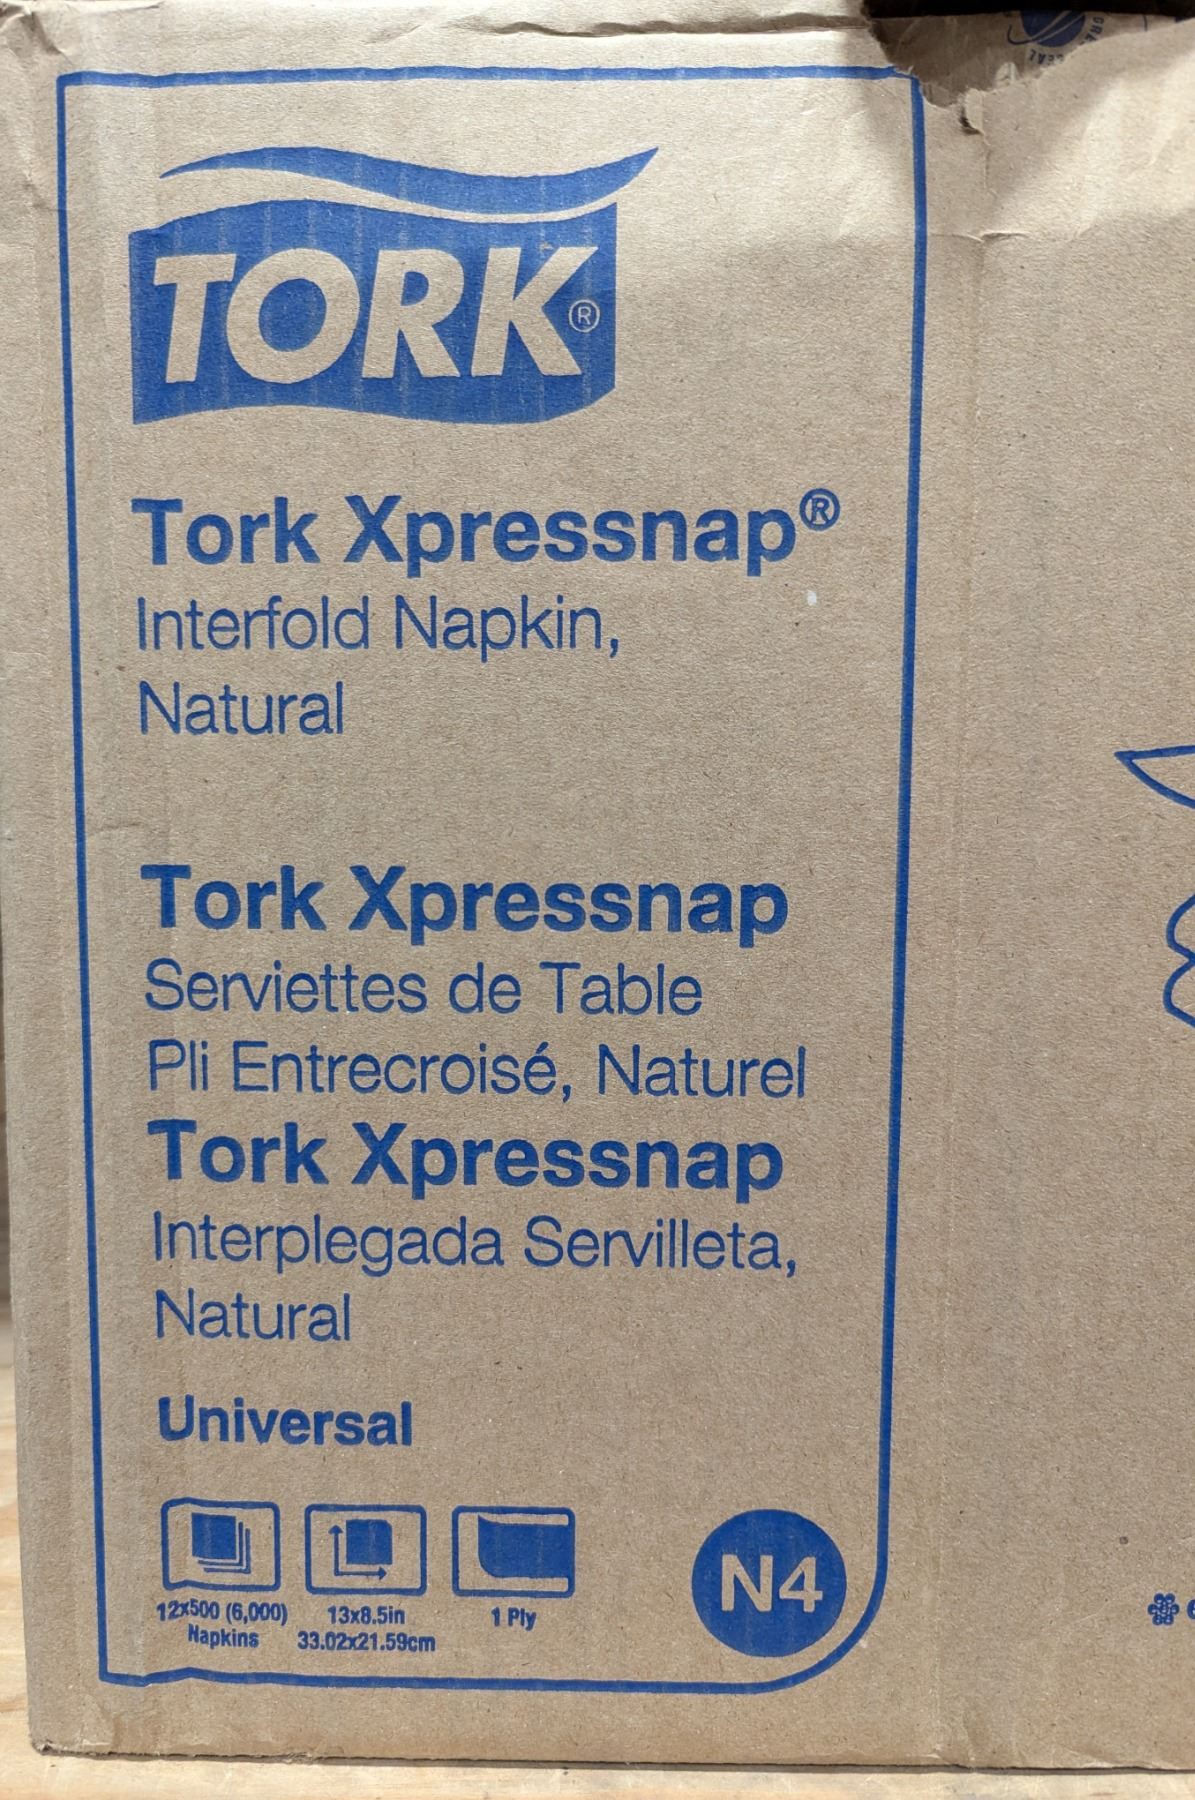 TORK®
Tork Xpressnap®
Interfold Napkin,
Natural
Tork Xpressnap
Serviettes de Table
Pli Entrecroisé, Naturel
Tork Xpressnap
Interplegada Servilleta,
Natural
Universal
12x500 (6,000)
Napkins
13x8.5in
33.02x21.59cm
1 Ply
N4